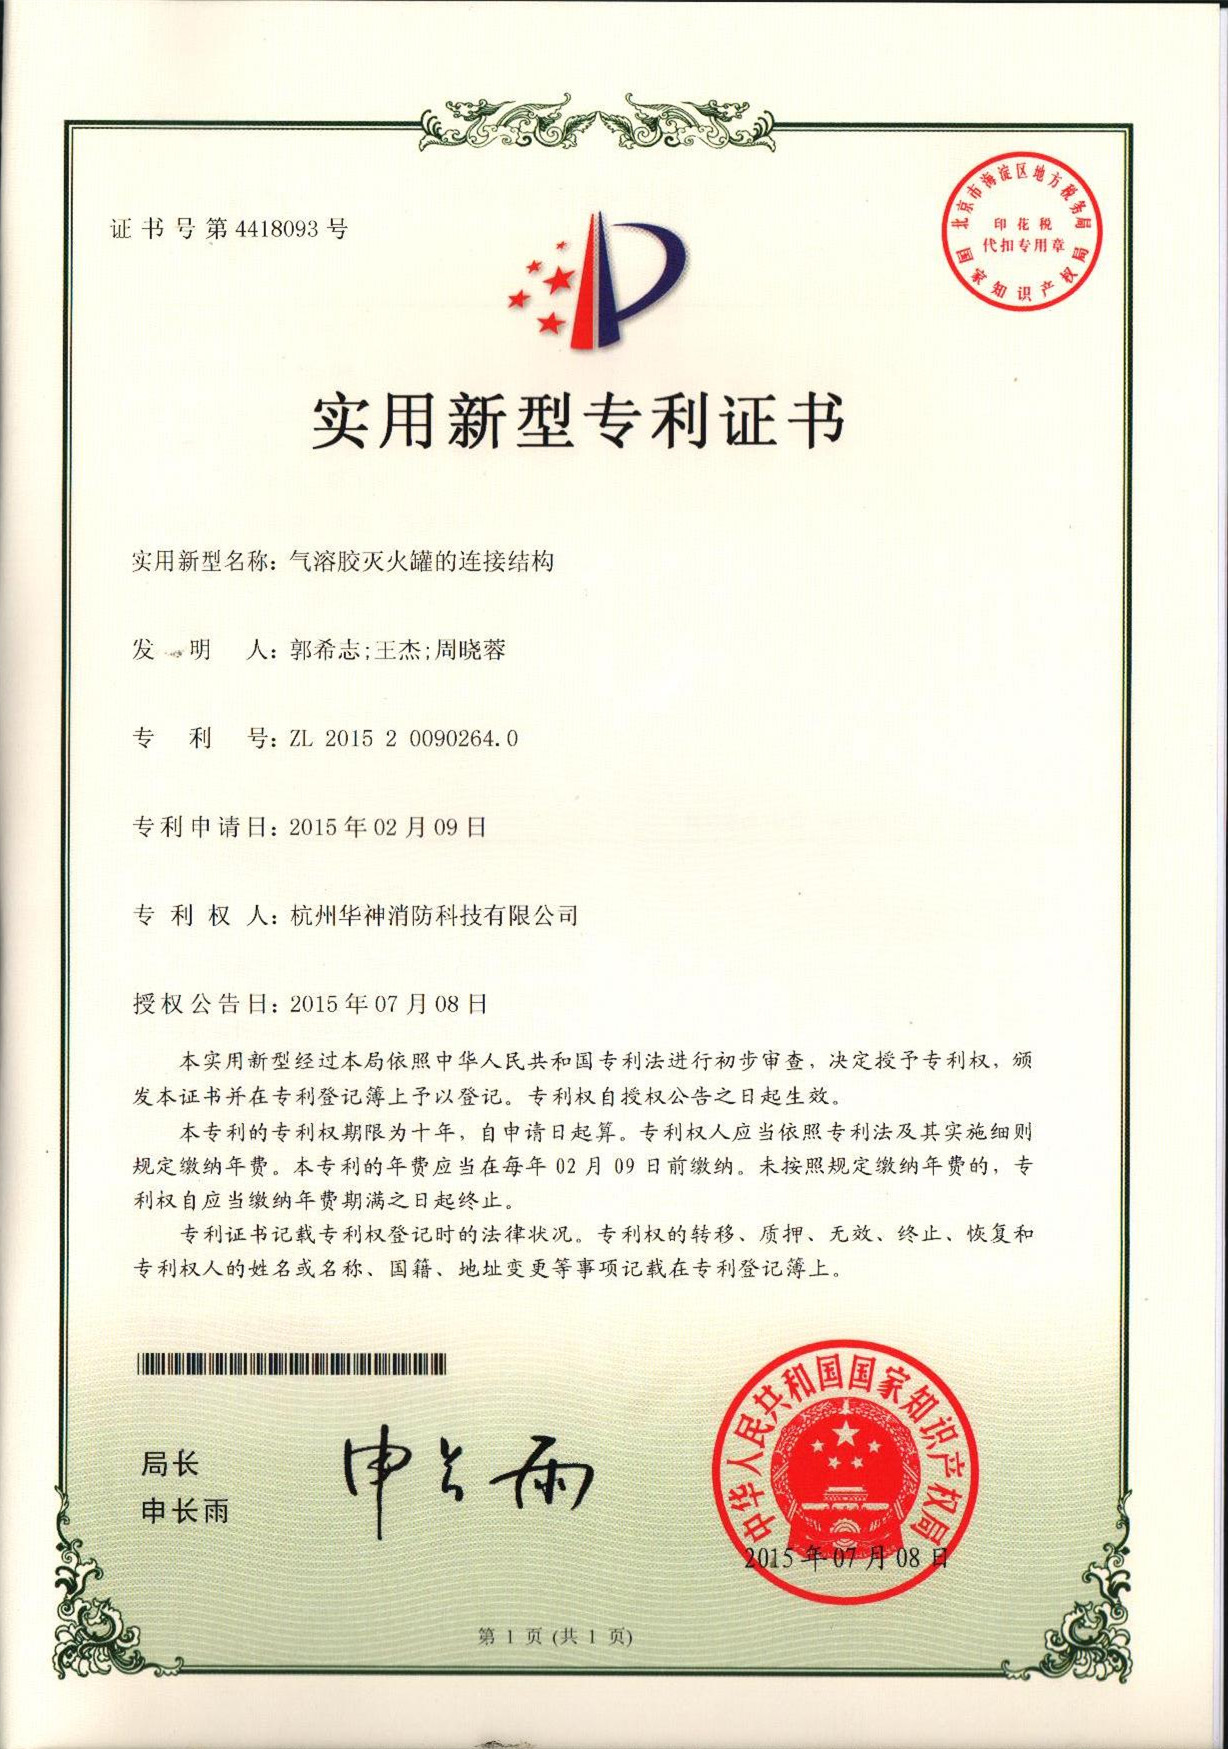 证书号第4418093号
北京市海淀区地方税务局
印花税
代扣专用章
国家知识产权局
实用新型专利证书
实用新型名称：气溶胶灭火罐的连接结构
发明人：郭希志;王杰;周晓蓉
专利号：ZL 2015 2 0090264.0
专利申请日：2015年02月09日
专利权人：杭州华神消防科技有限公司
授权公告日：2015年07月08日
本实用新型经过本局依照中华人民共和国专利法进行初步审查，决定授予专利权，颁
发本证书并在专利登记簿上予以登记。专利权自授权公告之日起生效。
本专利的专利权期限为十年，自申请日起算。专利权人应当依照专利法及其实施细则
规定缴纳年费。本专利的年费应当在每年02月09日前缴纳。未按照规定缴纳年费的，专
利权自应当缴纳年费期满之日起终止。
专利证书记载专利权登记时的法律状况。专利权的转移、质押、无效、终止、恢复和
专利权人的姓名或名称、国籍、地址变更等事项记载在专利登记簿上。
局长
申长雨
申长雨
中华人民共和国国家知识产权局
2015年07月08日
第1页(共1页)